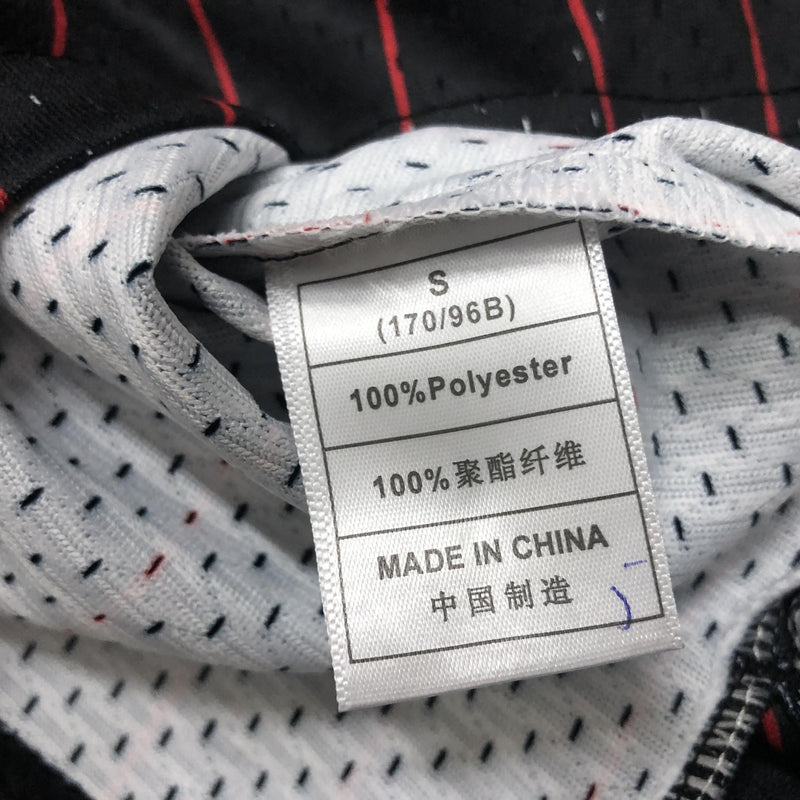 S
(170/96B)
100%Polyester
100%聚酯纤维
MADE IN CHINA
中国制造